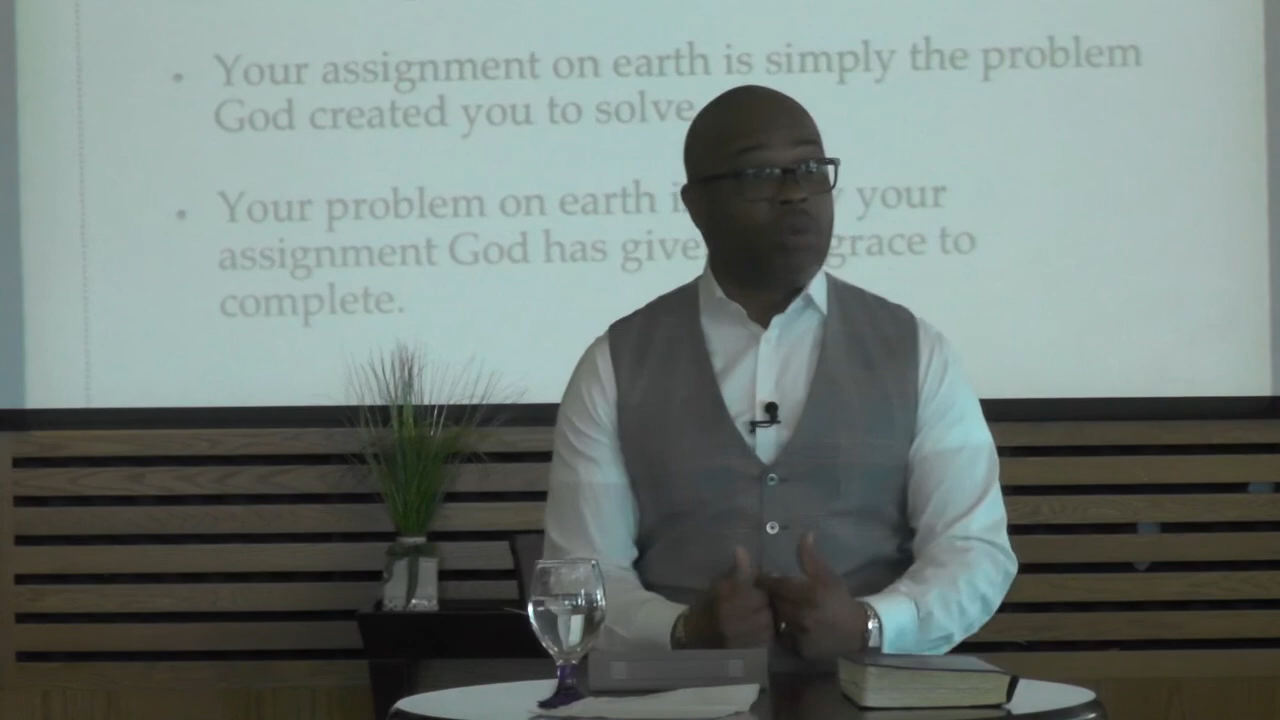 Your assignment on earth is simply the problem
God created you to solve
Your problem on earth your
assignment God has grace to
complete.